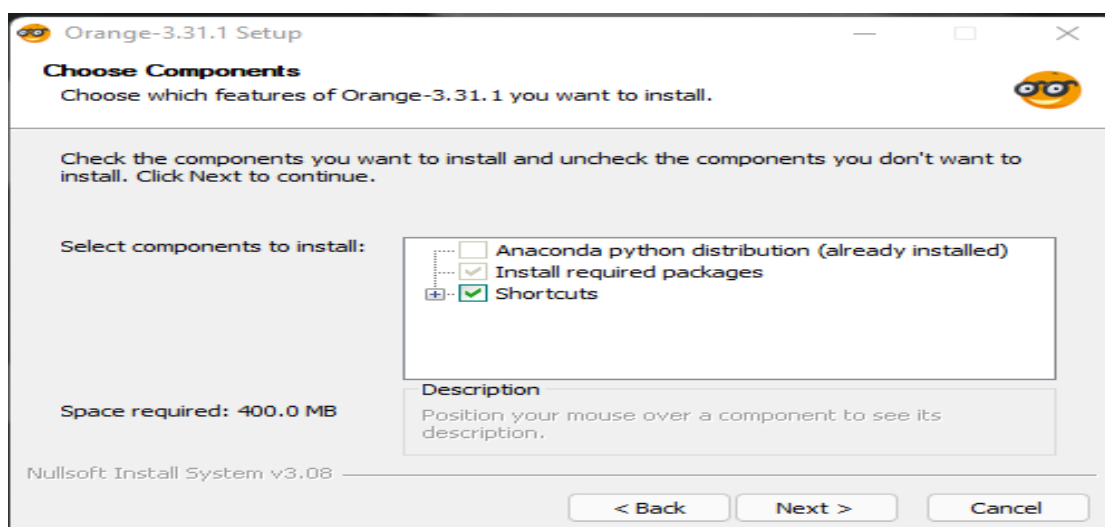 Orange-3.31.1 Setup
Choose Components
Choose which features of Orange-3.31.1 you want to install.
Check the components you want to install and uncheck the components you don't want to
install. Click Next to continue.
Select components to install:
Anaconda python distribution (already installed)
Install required packages
Shortcuts
Space required: 400.0 MB
Description
Position your mouse over a component to see its
description.
Nullsoft Install System v3.08
< Back
Next >
Cancel